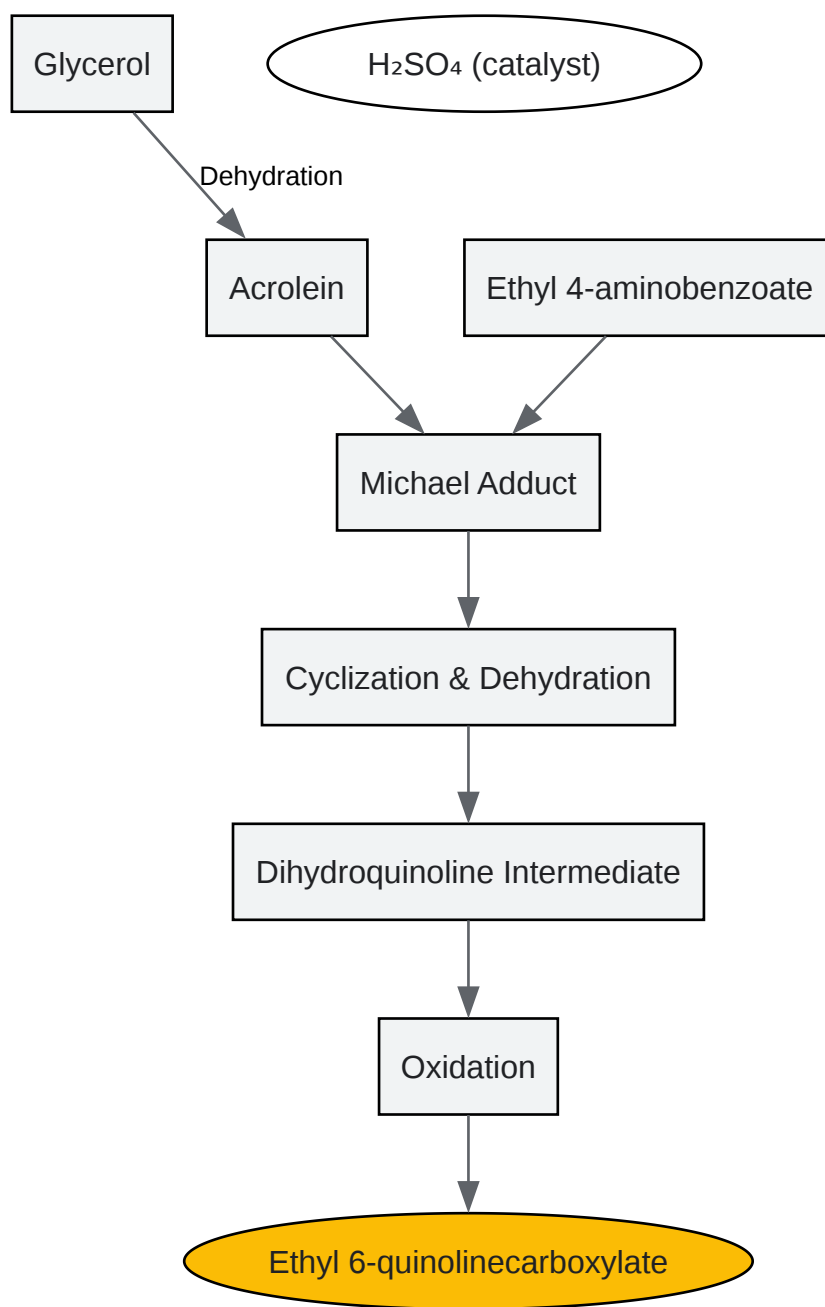 Glycerol
H₂SO₄ (catalyst)
Dehydration
Acrolein
Ethyl 4-aminobenzoate
Michael Adduct
Cyclization & Dehydration
Dihydroquinoline Intermediate
Oxidation
Ethyl 6-quinolinecarboxylate